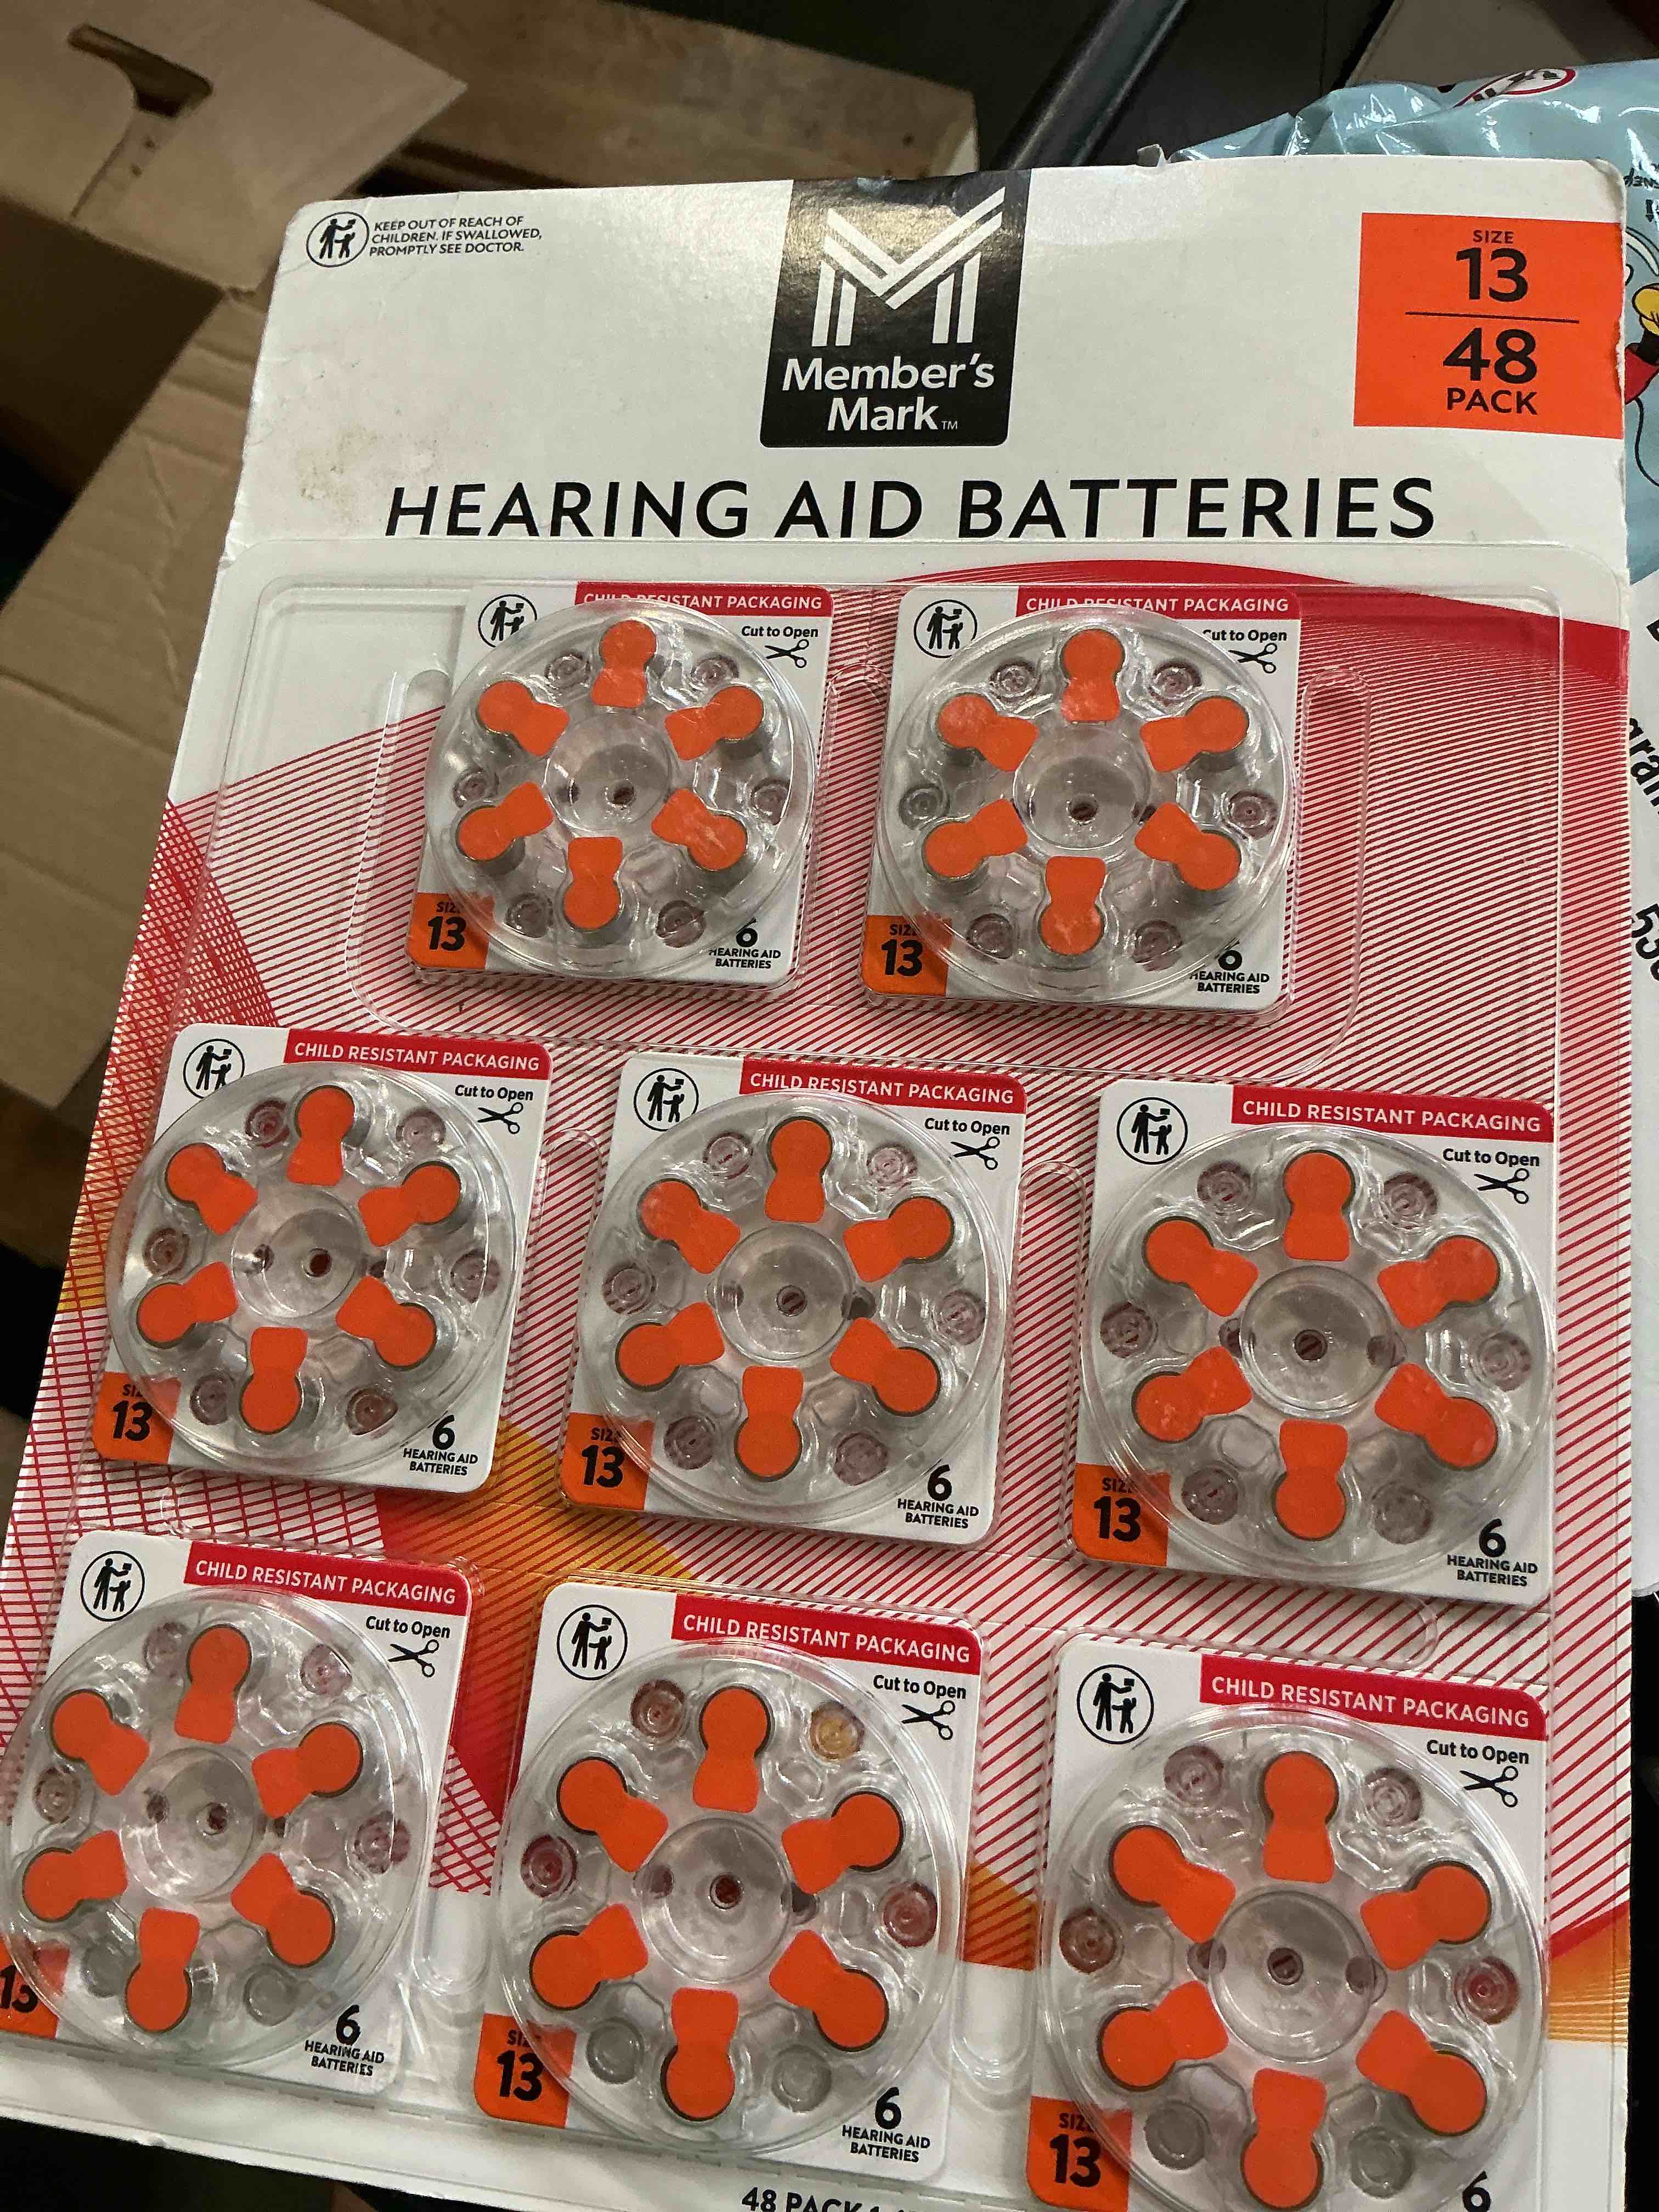 KEEP OUT OF REACH OF
CHILDREN. IF SWALLOWED,
PROMPTLY SEE DOCTOR.
Member's
Mark™
SIZE
13
48
PACK
HEARING AID BATTERIES
CHILD RESISTANT PACKAGING
Cut to Open
13
6
HEARING AID
BATTERIES
CHILD RESISTANT PACKAGING
Cut to Open
13
6
HEARING AID
BATTERIES
CHILD RESISTANT PACKAGING
Cut to Open
13
6
HEARING AID
BATTERIES
CHILD RESISTANT PACKAGING
Cut to Open
13
6
HEARING AID
BATTERIES
CHILD RESISTANT PACKAGING
Cut to Open
13
6
HEARING AID
BATTERIES
CHILD RESISTANT PACKAGING
Cut to Open
13
6
HEARING AID
BATTERIES
CHILD RESISTANT PACKAGING
Cut to Open
13
6
HEARING AID
BATTERIES
CHILD RESISTANT PACKAGING
Cut to Open
13
6
48 PACK